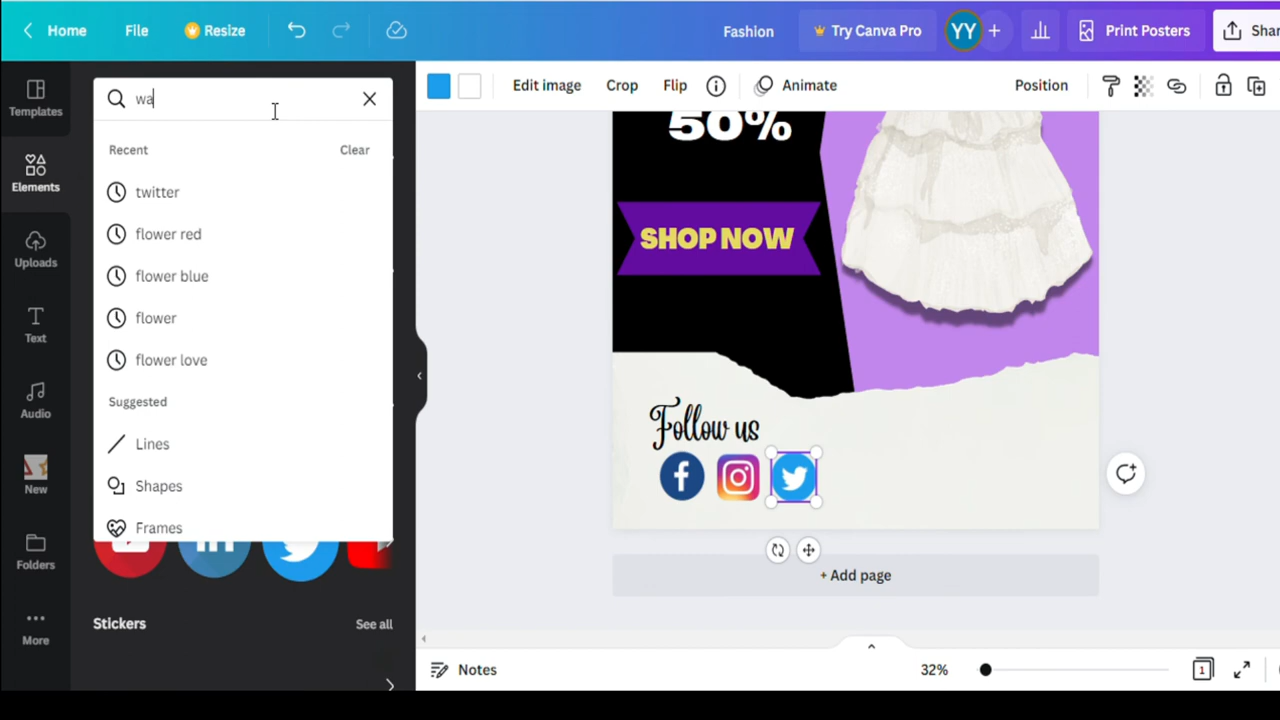 Home
File
Resize
Fashion
Try Canva Pro
YY
+
Print Posters
Shar
Templates
Elements
Uploads
Text
Audio
New
Folders
More
wa
Recent
Clear
twitter
flower red
flower blue
flower
flower love
Suggested
Lines
Shapes
Frames
Stickers
See all
Edit image
Crop
Flip
Animate
Position
50%
SHOP NOW
Follow us
+ Add page
Notes
32%
1